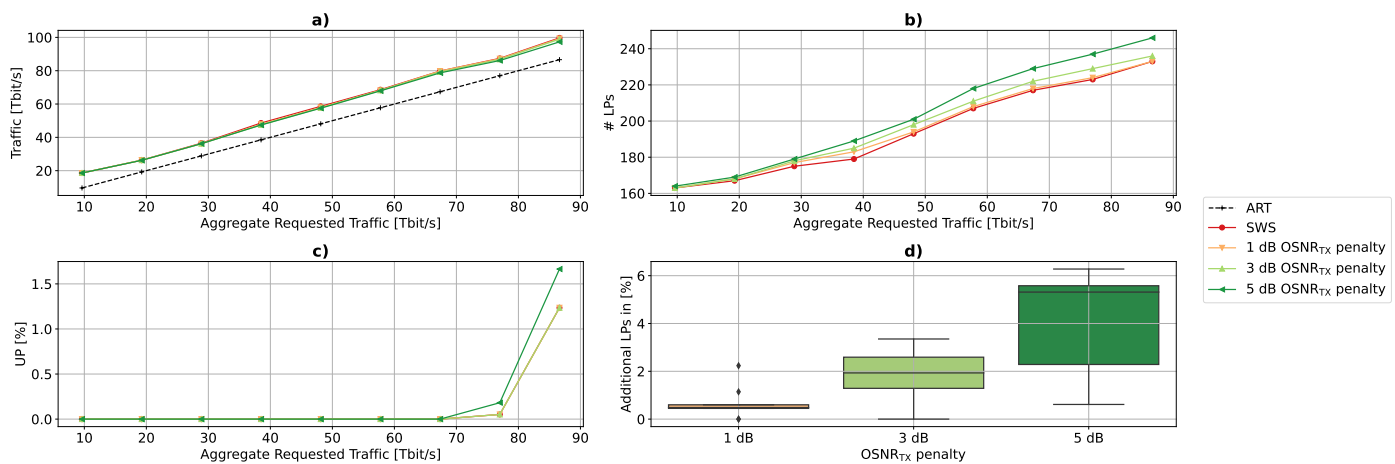 a)
100
80
60
40
20
Traffic [Tbit/s]
10 20 30 40 50 60 70 80 90
Aggregate Requested Traffic [Tbit/s]
b)
240
220
200
180
160
# LPs
10 20 30 40 50 60 70 80 90
Aggregate Requested Traffic [Tbit/s]
c)
1.5
1.0
0.5
0.0
UP [%]
10 20 30 40 50 60 70 80 90
Aggregate Requested Traffic [Tbit/s]
d)
6
4
2
0
Additional LPs in [%]
1 dB 3 dB 5 dB
OSNRTX penalty
ART
SWS
1 dB OSNRTX penalty
3 dB OSNRTX penalty
5 dB OSNRTX penalty